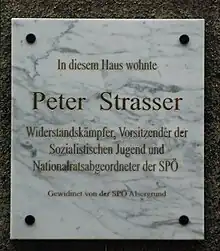 In diesem Haus wohnte
Peter Strasser
Widerstandskämpfer, Vorsitzender der
Sozialistischen Jugend und
Nationalratsabgeordneter der SPÖ
Gewidmet von der SPÖ Alsergrund